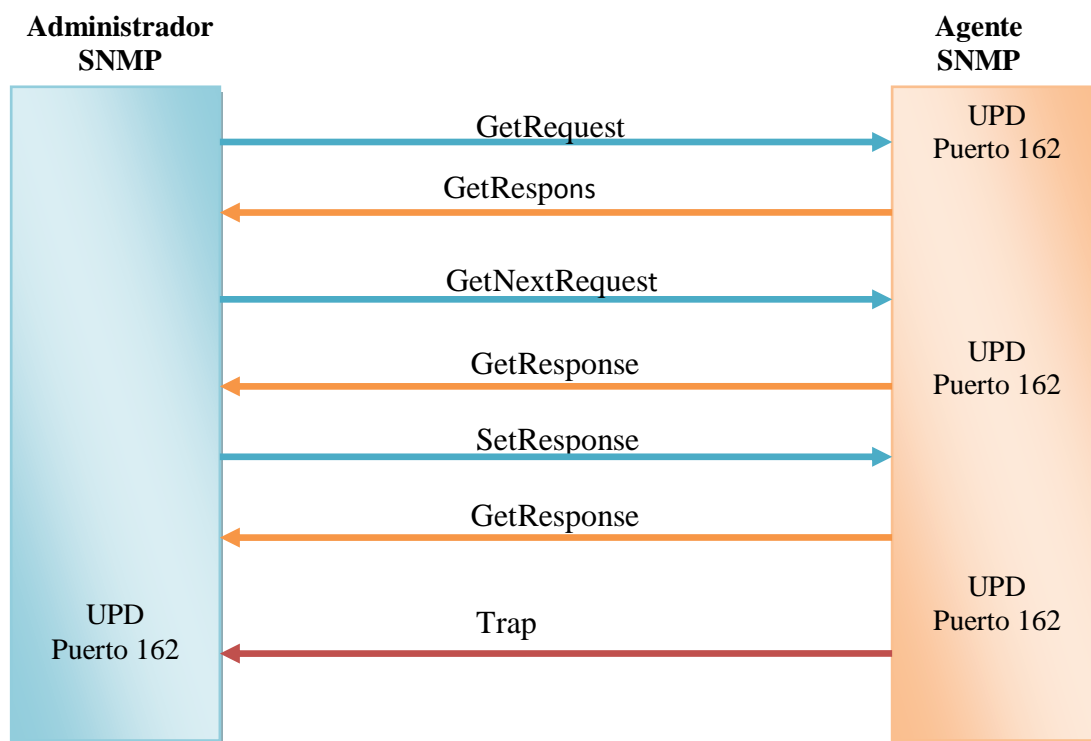 Administrador
SNMP
Agente
SNMP
GetRequest
UPD
Puerto 162
GetRespons
GetNextRequest
GetResponse
UPD
Puerto 162
SetResponse
GetResponse
UPD
Puerto 162
Trap
UPD
Puerto 162